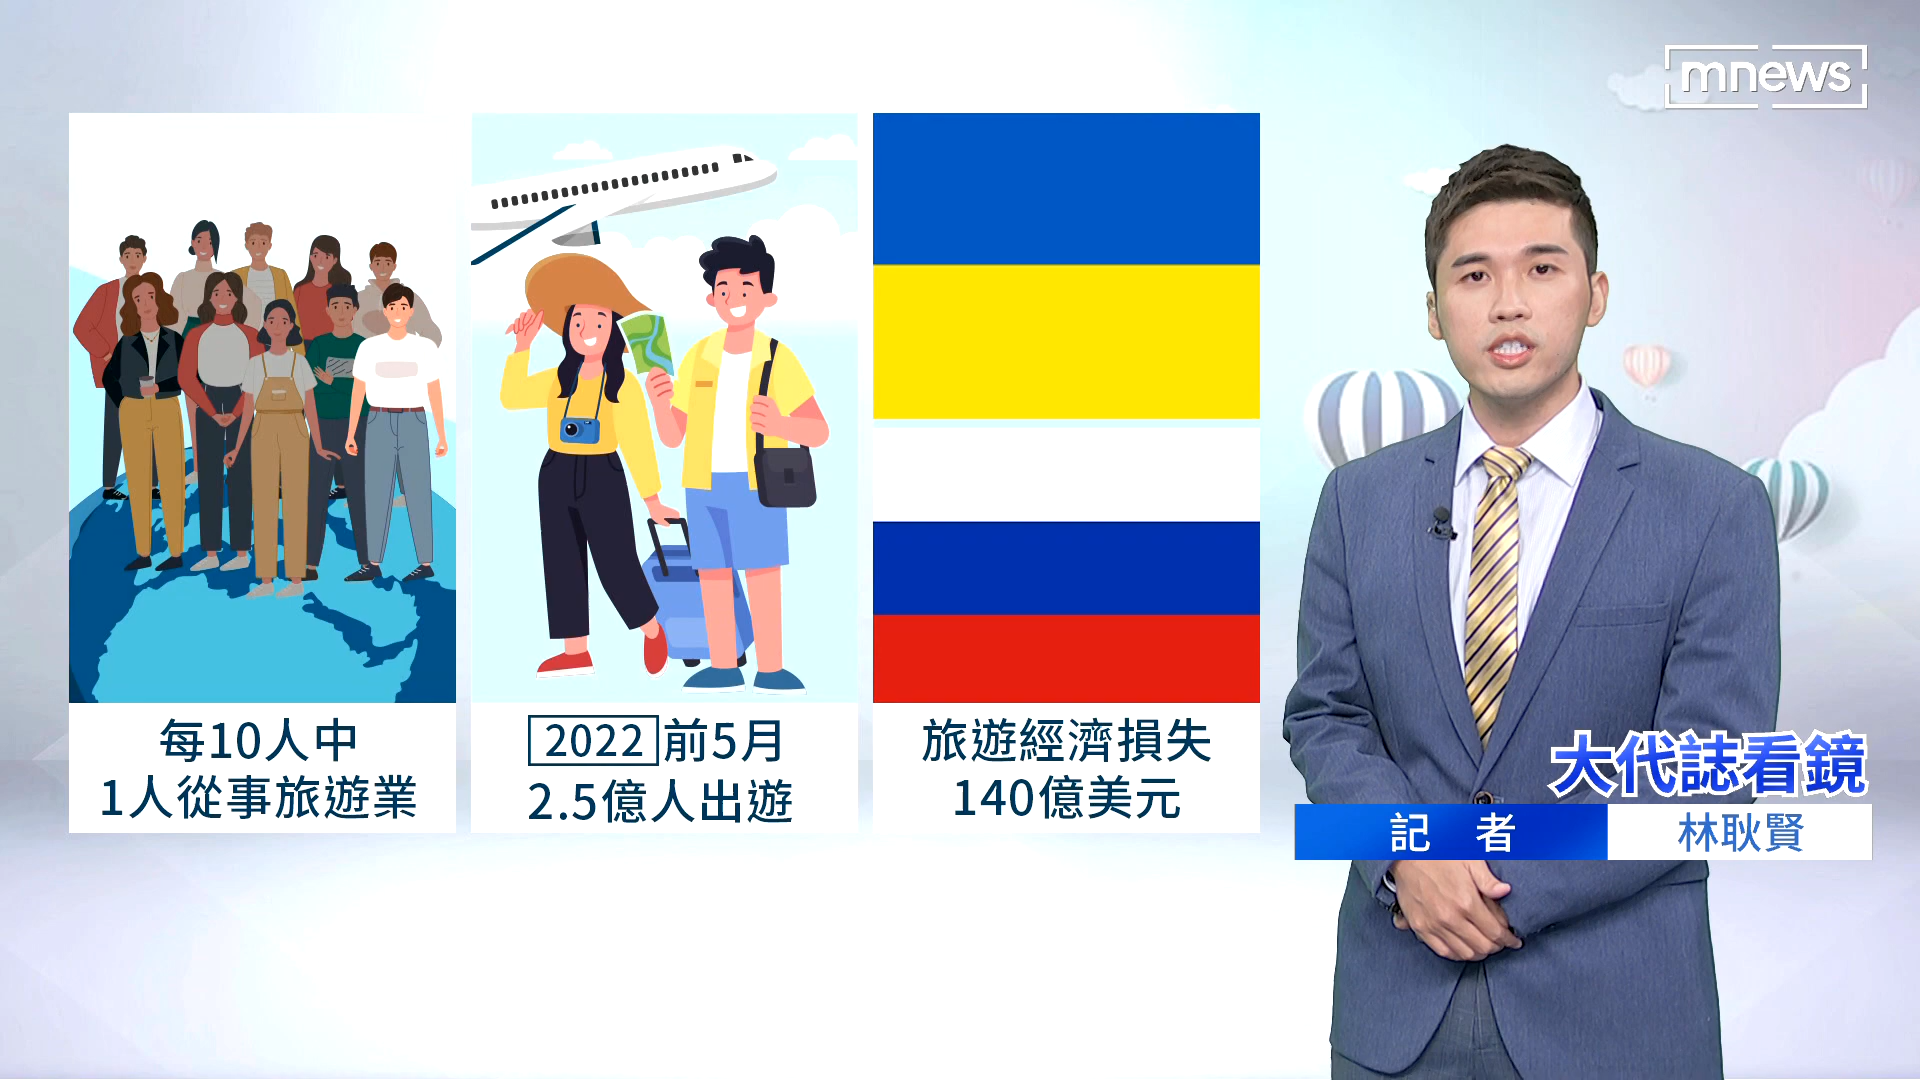 mnews
每10人中
1人從事旅遊業
2022前5月
2.5億人出遊
旅遊經濟損失
140億美元
大代誌看鏡
記者
林耿賢